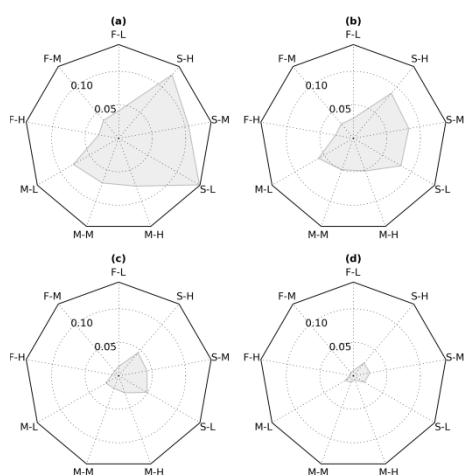 (a)
F-L
F-M
S-H
0.10
0.05
F-H
S-M
M-L
S-L
M-M
M-H
(b)
F-L
F-M
S-H
0.10
0.05
F-H
S-M
M-L
S-L
M-M
M-H
(c)
F-L
F-M
S-H
0.10
0.05
F-H
S-M
M-L
S-L
M-M
M-H
(d)
F-L
F-M
S-H
0.10
0.05
F-H
S-M
M-L
S-L
M-M
M-H